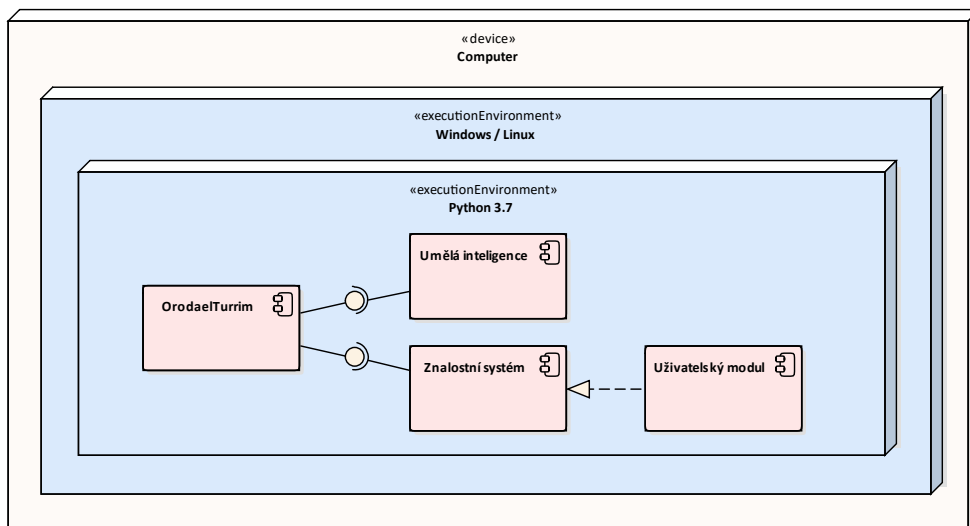 «device»
Computer
«executionEnvironment»
Windows / Linux
«executionEnvironment»
Python 3.7
Umělá inteligence
OrodaelTurrim
Znalostní systém
Uživatelský modul